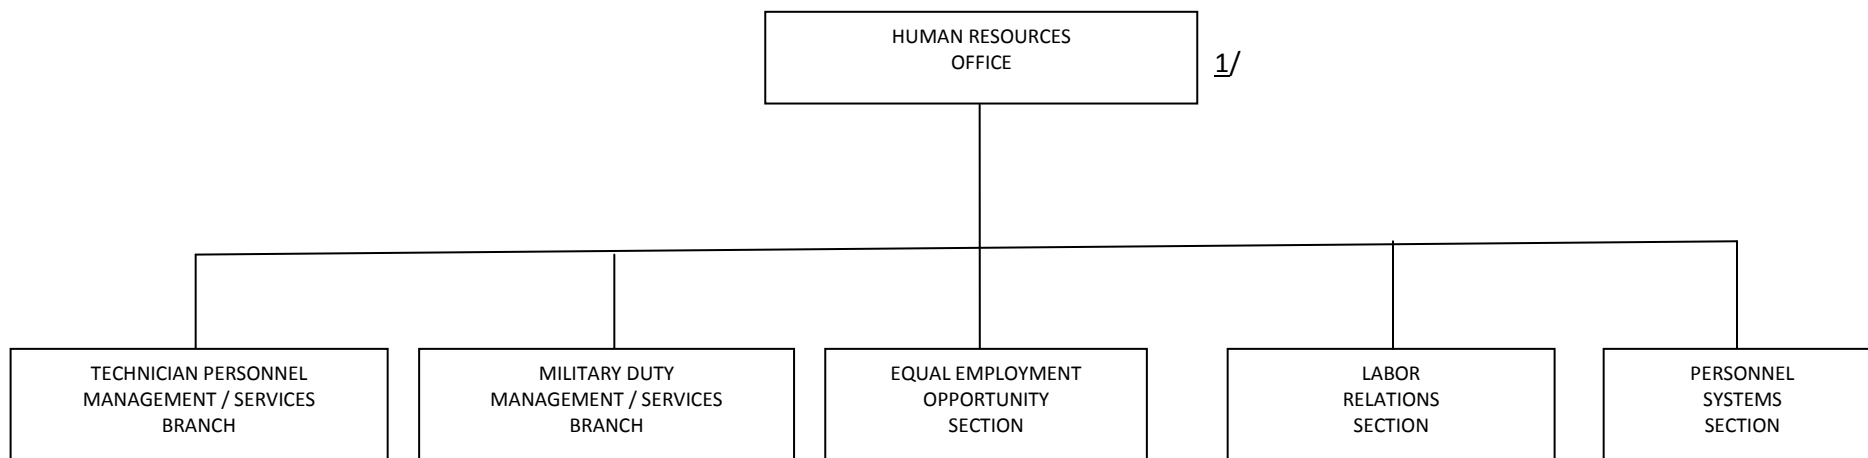 HUMAN RESOURCES
OFFICE
1/
TECHNICIAN PERSONNEL
MANAGEMENT / SERVICES
BRANCH
MILITARY DUTY
MANAGEMENT / SERVICES
BRANCH
EQUAL EMPLOYMENT
OPPORTUNITY
SECTION
LABOR
RELATIONS
SECTION
PERSONNEL
SYSTEMS
SECTION